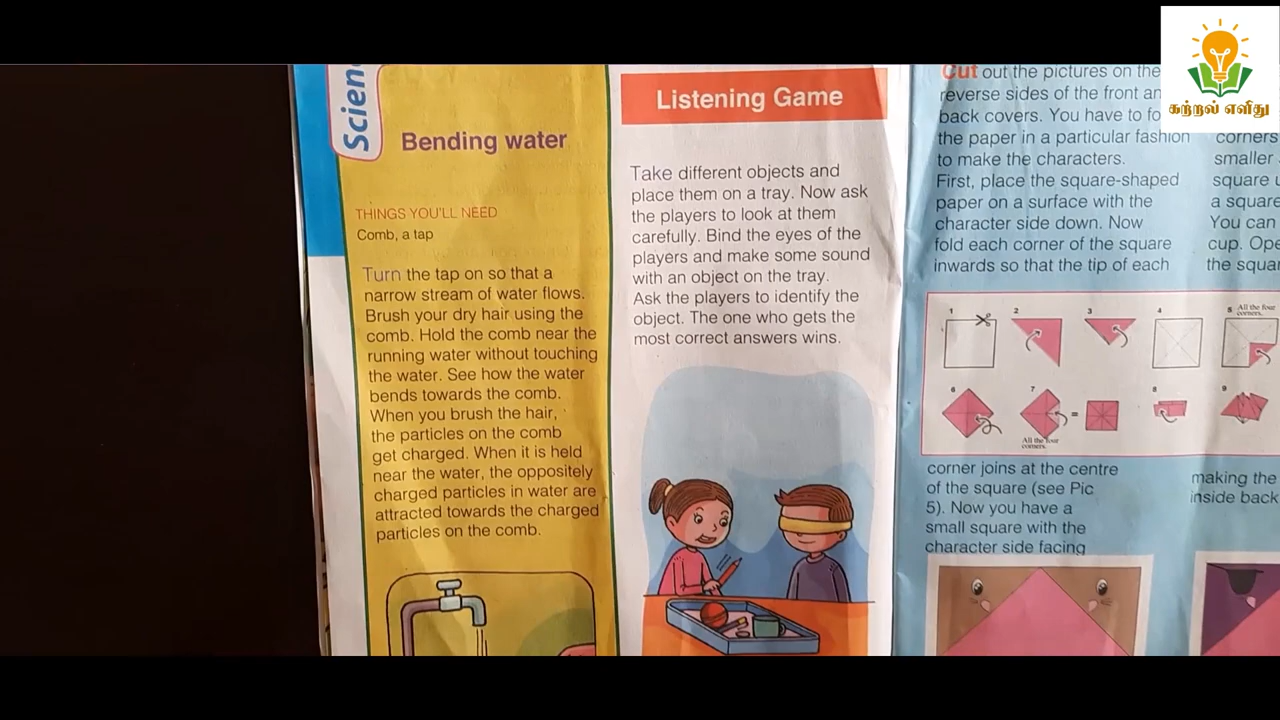 Scien
Bending water
THINGS YOU'LL NEED
Comb, a tap
Turn the tap on so that a
narrow stream of water flows.
Brush your dry hair using the
comb. Hold the comb near the
running water without touching
the water. See how the water
bends towards the comb.
When you brush the hair,
the particles on the comb
get charged. When it is held
near the water, the oppositely
charged particles in water are
attracted towards the charged
particles on the comb.
Listening Game
Take different objects and
place them on a tray. Now ask
the players to look at them
carefully. Bind the eyes of the
players and make some sound
with an object on the tray.
Ask the players to identify the
object. The one who gets the
most correct answers wins.
Cut out the pictures on the
reverse sides of the front an
back covers. You have to fo
the paper in a particular fashion
to make the characters.
First, place the square-shaped
paper on a surface with the
character side down. Now
fold each corner of the square
inwards so that the tip of each
corners
smaller
square u
a square
You can
cup. Ope
the squar
1 2 3 4 5 All the four
corners.
6 7 8 9
=
All the four
corners.
corner joins at the centre
of the square (see Pic
5). Now you have a
small square with the
character side facing
making the
inside back
கற்றல் எளிது